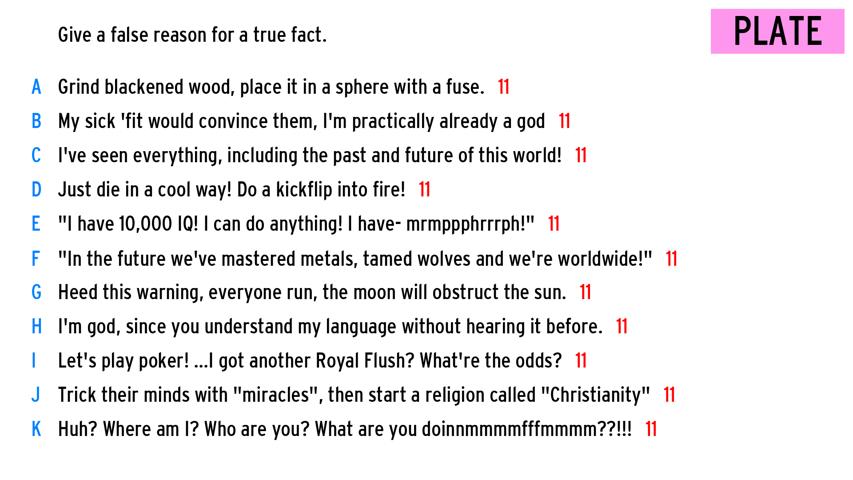 Give a false reason for a true fact.
PLATE
A Grind blackened wood, place it in a sphere with a fuse. 11
B My sick 'fit would convince them, I'm practically already a god 11
C I've seen everything, including the past and future of this world! 11
D Just die in a cool way! Do a kickflip into fire! 11
E "I have 10,000 IQ! I can do anything! I have- mrmppphrrrph!" 11
F "In the future we've mastered metals, tamed wolves and we're worldwide!" 11
G Heed this warning, everyone run, the moon will obstruct the sun. 11
H I'm god, since you understand my language without hearing it before. 11
I Let's play poker! ...I got another Royal Flush? What're the odds? 11
J Trick their minds with "miracles", then start a religion called "Christianity" 11
K Huh? Where am I? Who are you? What are you doinnmmmmfffmmmm??!!! 11